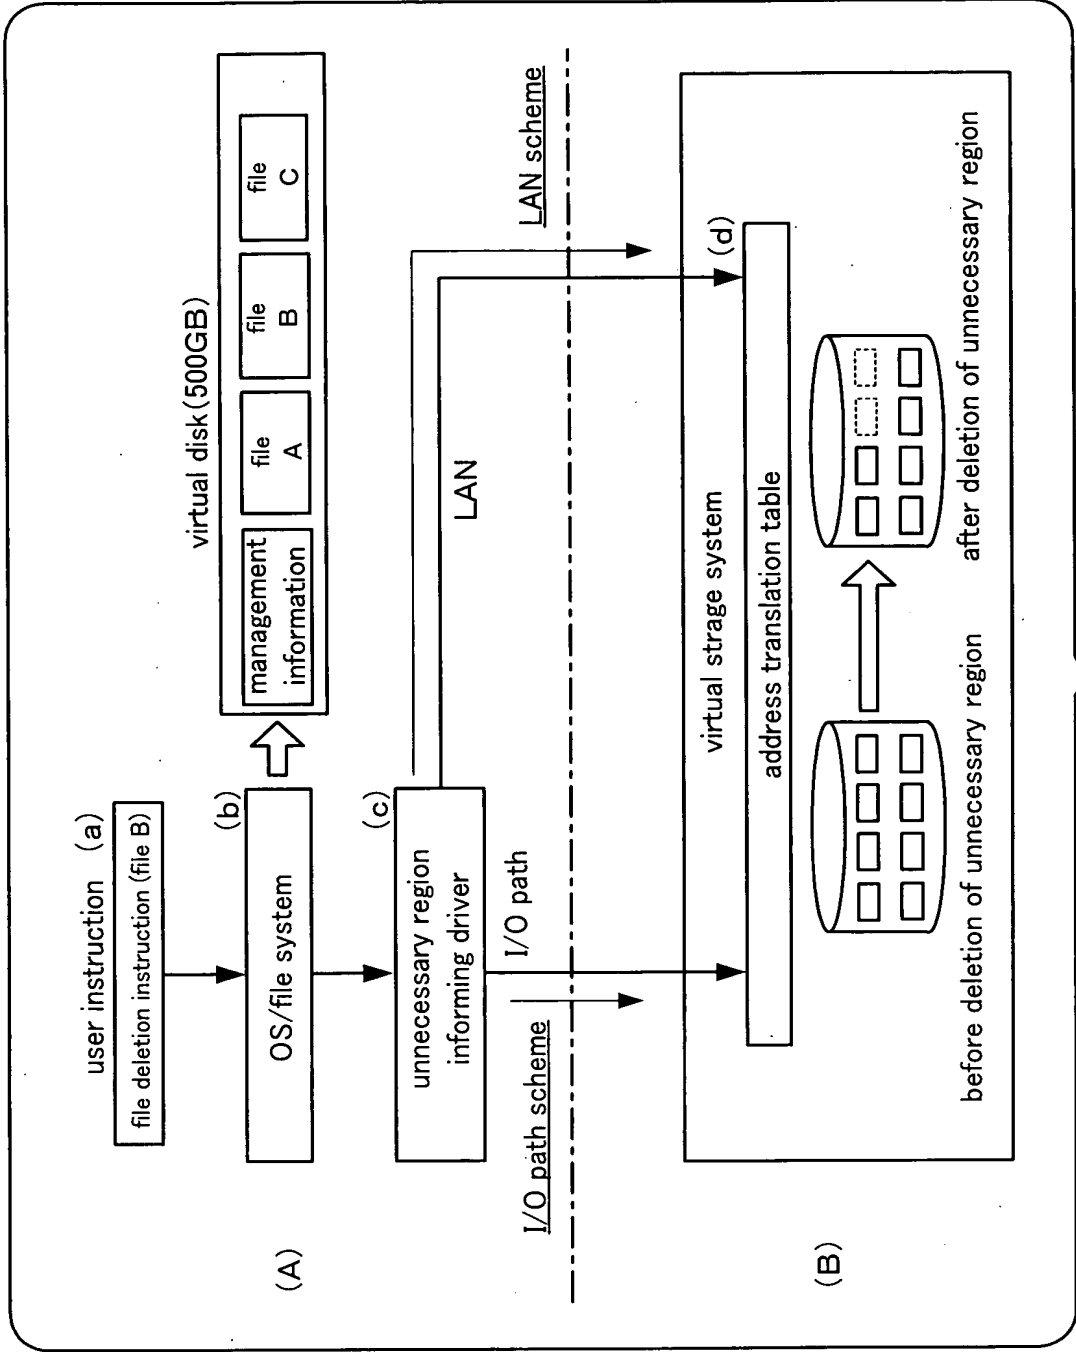 user instruction (a)
file deletion instruction (file B)
(b)
OS/file system
virtual disk(500GB)
management
information
file
A
file
B
file
C
(A)
(c)
unnecessary region
informing driver
LAN
I/O path
I/O path scheme
LAN scheme
(B)
virtual strage system
(d)
address translation table
before deletion of unnecessary region
after deletion of unnecessary region